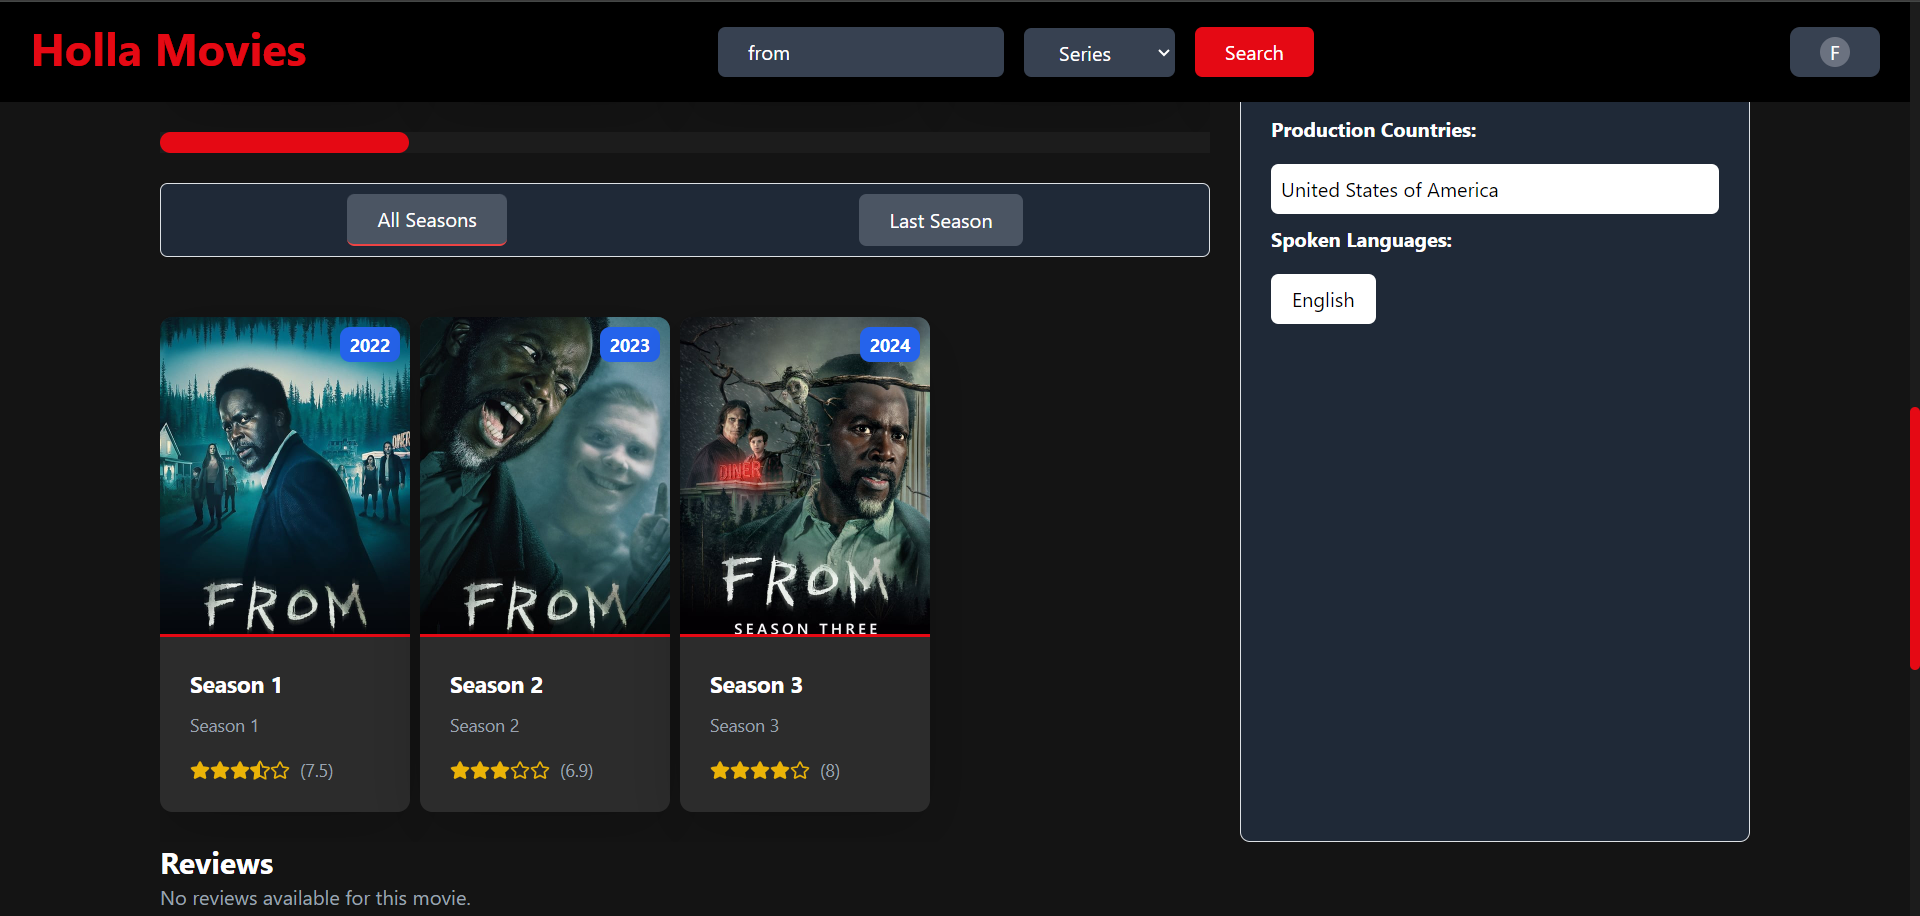 Holla Movies
from
Series
Search
F
All Seasons
Last Season
2022
DINER
FROM
Season 1
Season 1
(7.5)
2023
FROM
Season 2
Season 2
(6.9)
2024
DINER
FROM
SEASON THREE
Season 3
Season 3
(8)
Reviews
No reviews available for this movie.
Production Countries:
United States of America
Spoken Languages:
English